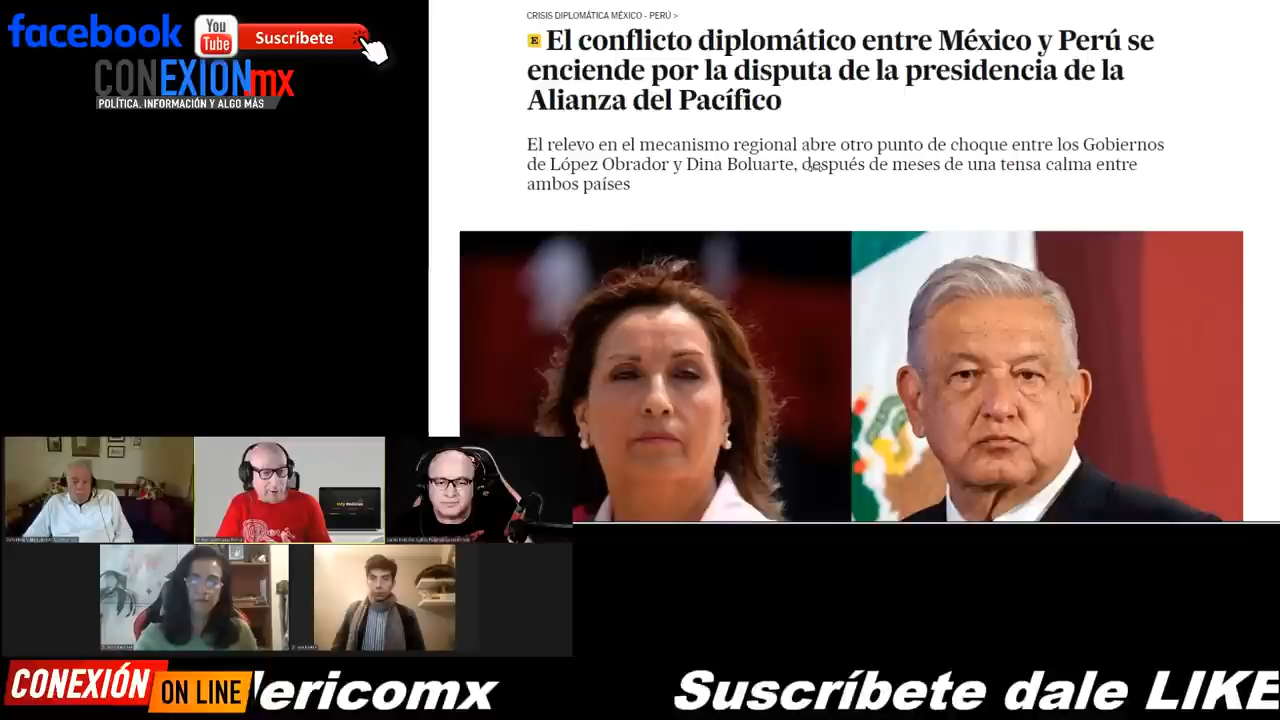 facebook
You
Tube
Suscríbete
CONEXIONmx
POLÍTICA, INFORMACIÓN Y ALGO MÁS
CRISIS DIPLOMÁTICA MÉXICO - PERÚ >
E El conflicto diplomático entre México y Perú se
enciende por la disputa de la presidencia de la
Alianza del Pacífico
El relevo en el mecanismo regional abre otro punto de choque entre los Gobiernos
de López Obrador y Dina Boluarte, después de meses de una tensa calma entre
ambos países
CONEXIÓN
ON LINE
lericomx
Suscríbete dale LIKE